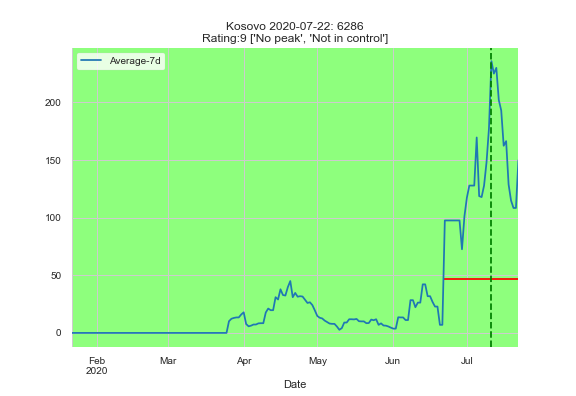 Kosovo 2020-07-22: 6286
Rating:9 ['No peak', 'Not in control']
Average-7d
200
150
100
50
0
Feb
2020
Mar
Apr
May
Jun
Jul
Date